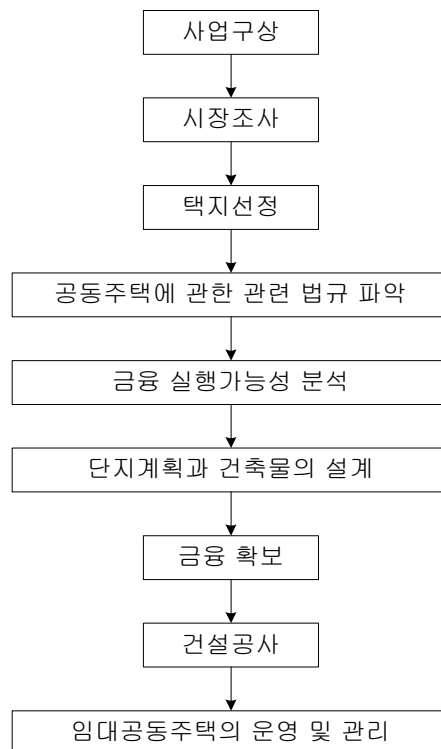 사업구상
시장조사
택지선정
공동주택에 관한 관련 법규 파악
금융 실행가능성 분석
단지계획과 건축물의 설계
금융 확보
건설공사
임대공동주택의 운영 및 관리